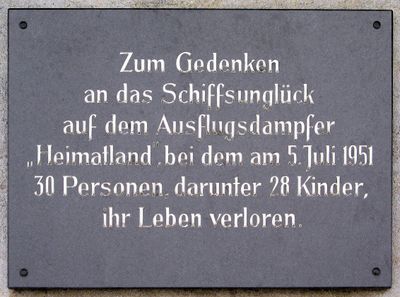 Zum Gedenken
an das Schiffsunglück
auf dem Ausflugsdampfer
„Heimatland“, bei dem am 5. Juli 1951
30 Personen, darunter 28 Kinder,
ihr Leben verloren.